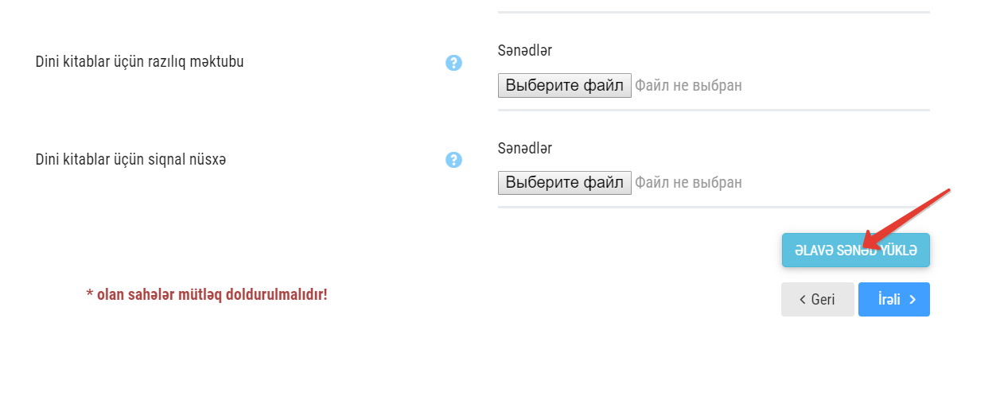 Sənədlər
Dini kitablar üçün razılıq məktubu
?
Выберите файл Файл не выбран
Sənədlər
Dini kitablar üçün siqnal nüsxə
?
Выберите файл Файл не выбран
ƏLAVƏ SƏNƏD YÜKLƏ
* olan sahələr mütləq doldurulmalıdır!
Geri
İrəli